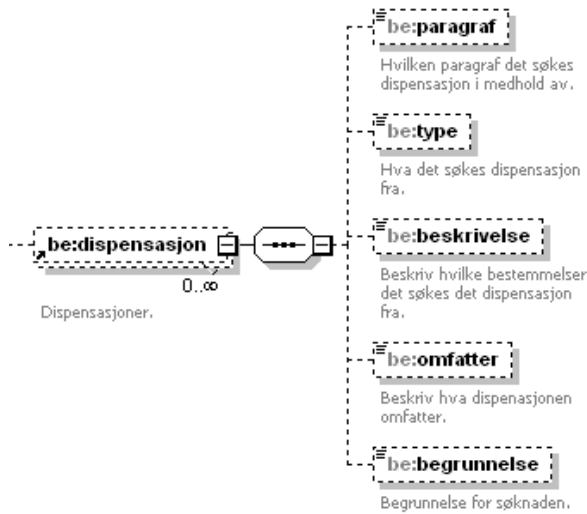 be:paragraf
Hvilken paragraf det søkes
dispensasjon i medhold av.
be:type
Hva det søkes dispensasjon
fra.
be:dispensasjon
0..∞
Dispensasjoner.
be:beskrivelse
Beskriv hvilke bestemmelser
det søkes det dispensasjon
fra.
be:omfatter
Beskriv hva dispenasjonen
omfatter.
be:begrunnelse
Begrunnelse for søknaden.